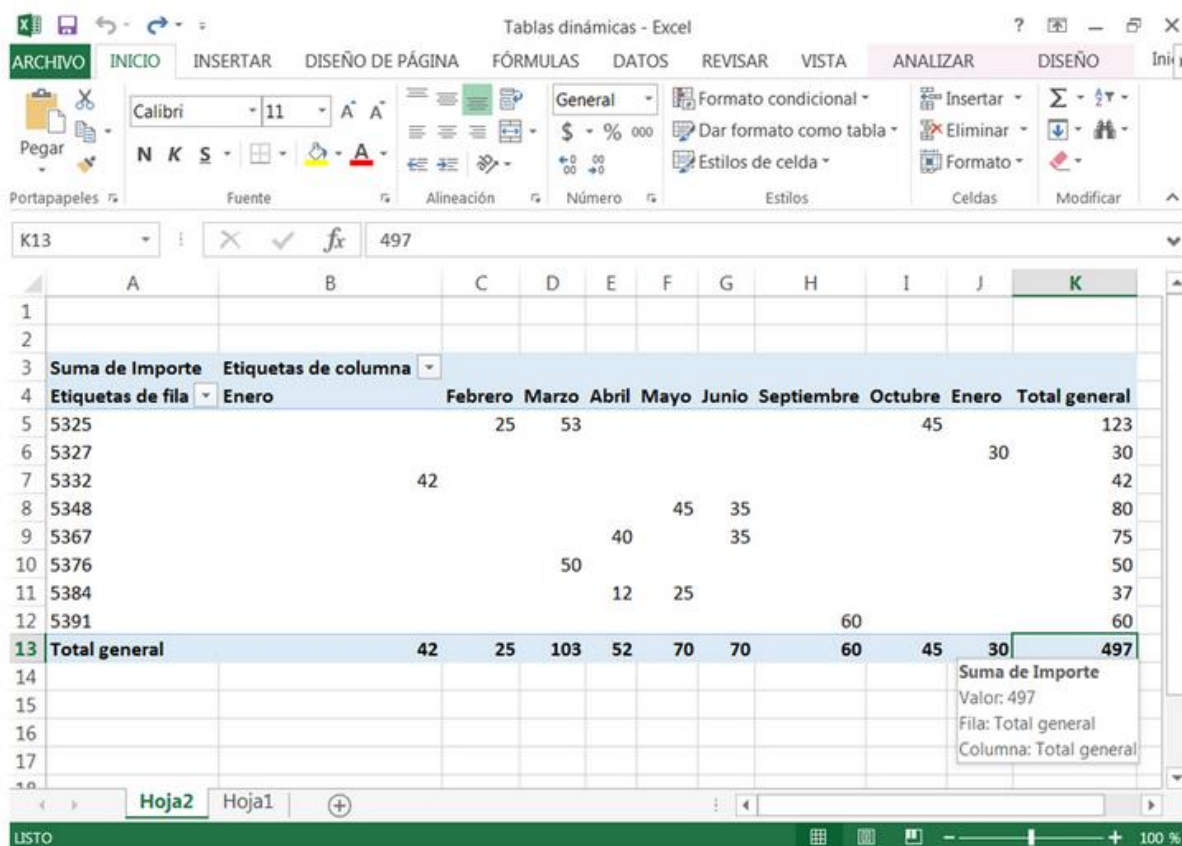 Tablas dinámicas - Excel ?
ARCHIVO INICIO INSERTAR DISEÑO DE PÁGINA FÓRMULAS DATOS REVISAR VISTA ANALIZAR DISEÑO Ini
Calibri 11 A A General Formato condicional Insertar Σ
Pegar $ % 000 Dar formato como tabla Eliminar
N K S A Estilos de celda Formato
Portapapeles Fuente Alineación Número Estilos Celdas Modificar
K13 fx 497
A B C D E F G H I J K
1
2
3 Suma de Importe Etiquetas de columna
4 Etiquetas de fila Enero Febrero Marzo Abril Mayo Junio Septiembre Octubre Enero Total general
5 5325 25 53 45 123
6 5327 30 30
7 5332 42 42
8 5348 45 35 80
9 5367 40 35 75
10 5376 50 50
11 5384 12 25 37
12 5391 60 60
13 Total general 42 25 103 52 70 70 60 45 30 497
14 Suma de Importe
15 Valor: 497
16 Fila: Total general
17 Columna: Total general
Hoja2 Hoja1
LISTO 100 %